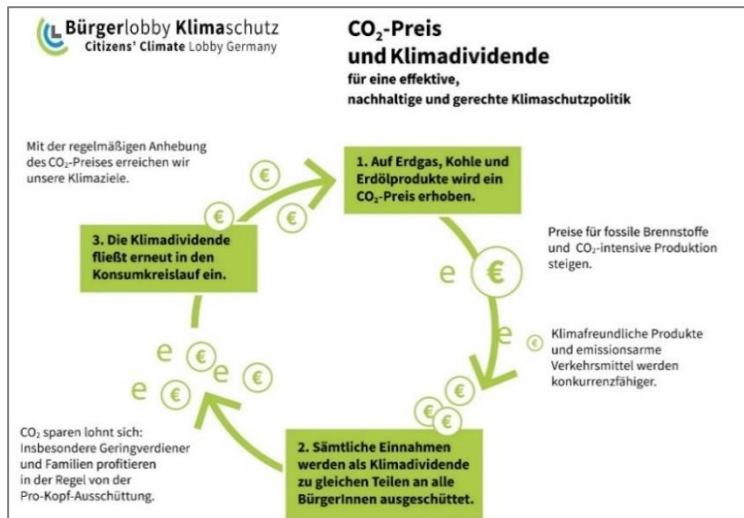 Bürgerlobby Klimaschutz
Citizens' Climate Lobby Germany
CO₂-Preis
und Klimadividende
für eine effektive,
nachhaltige und gerechte Klimaschutzpolitik
Mit der regelmäßigen Anhebung
des CO₂-Preises erreichen wir
unsere Klimaziele.
€
€
€
€
1. Auf Erdgas, Kohle und
Erdölprodukte wird ein
CO₂-Preis erhoben.
3. Die Klimadividende
fließt erneut in den
Konsumkreislauf ein.
Preise für fossile Brennstoffe
und CO₂-intensive Produktion
steigen.
e €
e €
Klimafreundliche Produkte
und emissionsarme
Verkehrsmittel werden
konkurrenzfähiger.
e €
e €
e €
€
€
€
CO₂ sparen lohnt sich:
Insbesondere Geringverdiener
und Familien profitieren
in der Regel von der
Pro-Kopf-Ausschüttung.
2. Sämtliche Einnahmen
werden als Klimadividende
zu gleichen Teilen an alle
BürgerInnen ausgeschüttet.